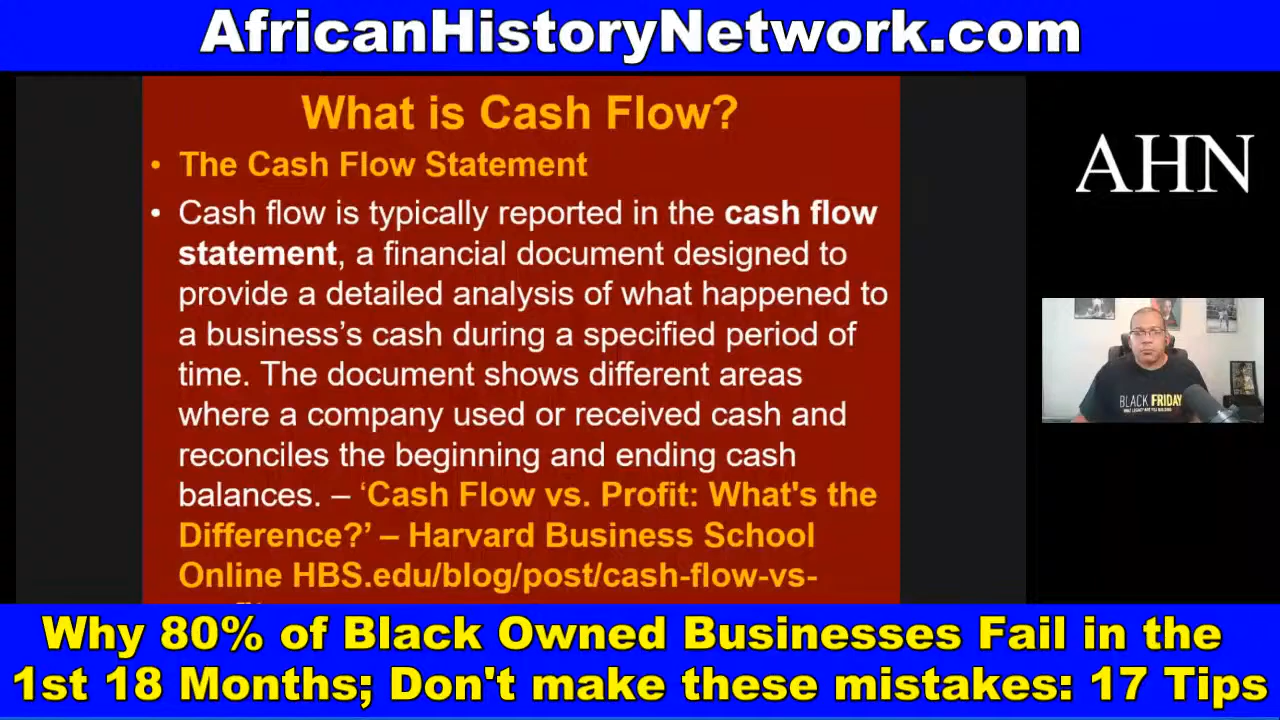 AfricanHistoryNetwork.com
What is Cash Flow?
• The Cash Flow Statement
• Cash flow is typically reported in the cash flow
statement, a financial document designed to
provide a detailed analysis of what happened to
a business’s cash during a specified period of
time. The document shows different areas
where a company used or received cash and
reconciles the beginning and ending cash
balances. – ‘Cash Flow vs. Profit: What's the
Difference?’ – Harvard Business School
Online HBS.edu/blog/post/cash-flow-vs-
AHN
BLACK FRIDAY
Why 80% of Black Owned Businesses Fail in the
1st 18 Months; Don't make these mistakes: 17 Tips